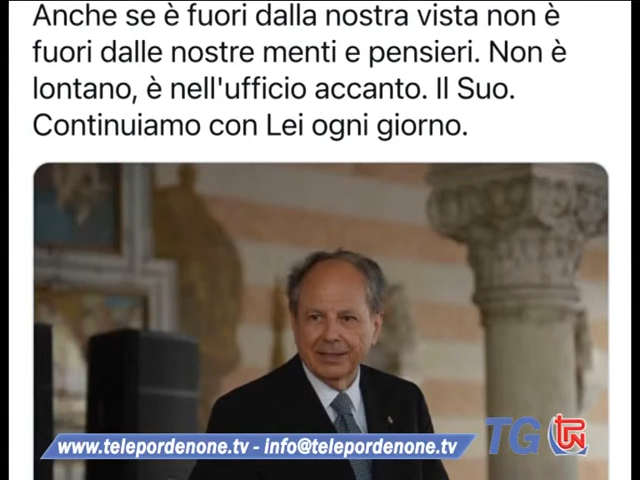 Anche se è fuori dalla nostra vista non è
fuori dalle nostre menti e pensieri. Non è
lontano, è nell'ufficio accanto. Il Suo.
Continuiamo con Lei ogni giorno.
www.telepordenone.tv - info@telepordenone.tv
TG TPN